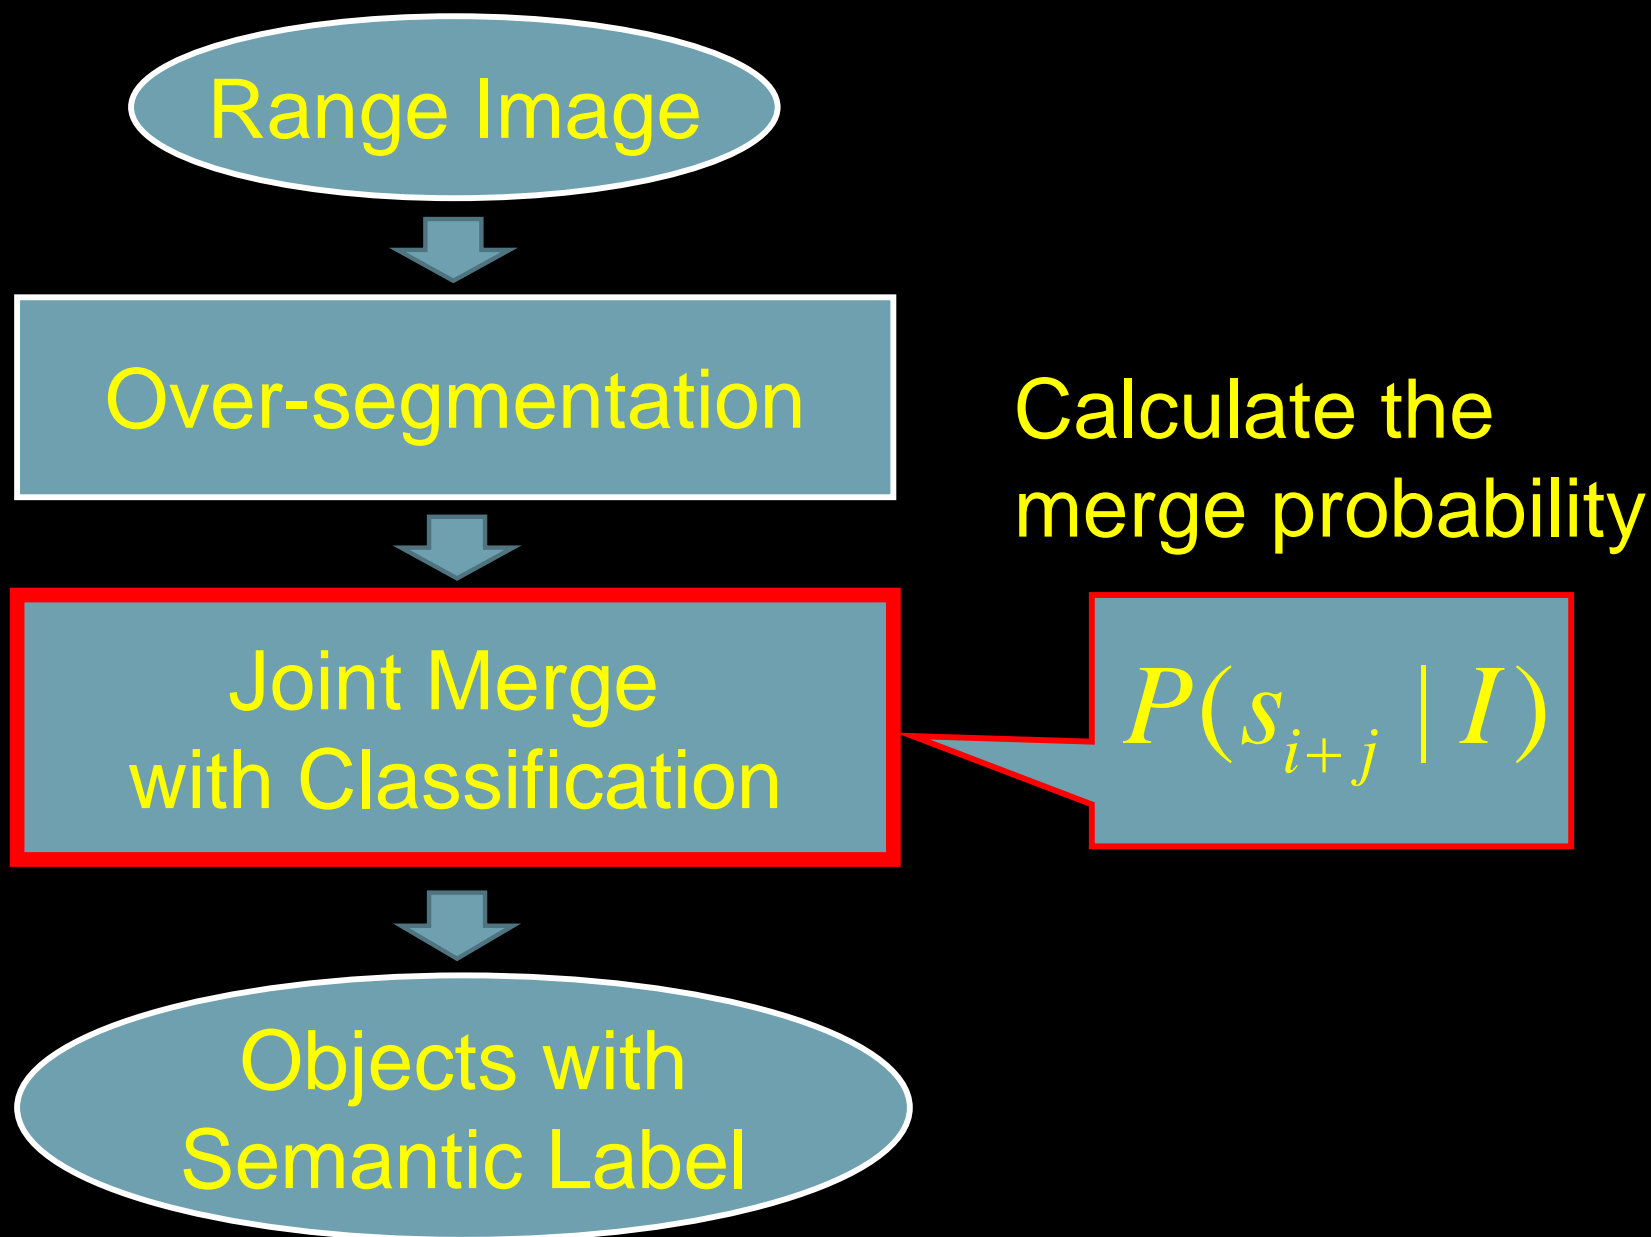 Range Image
Over-segmentation
Calculate the
merge probability
Joint Merge
with Classification
P(s_{i+j} | I)
Objects with
Semantic Label